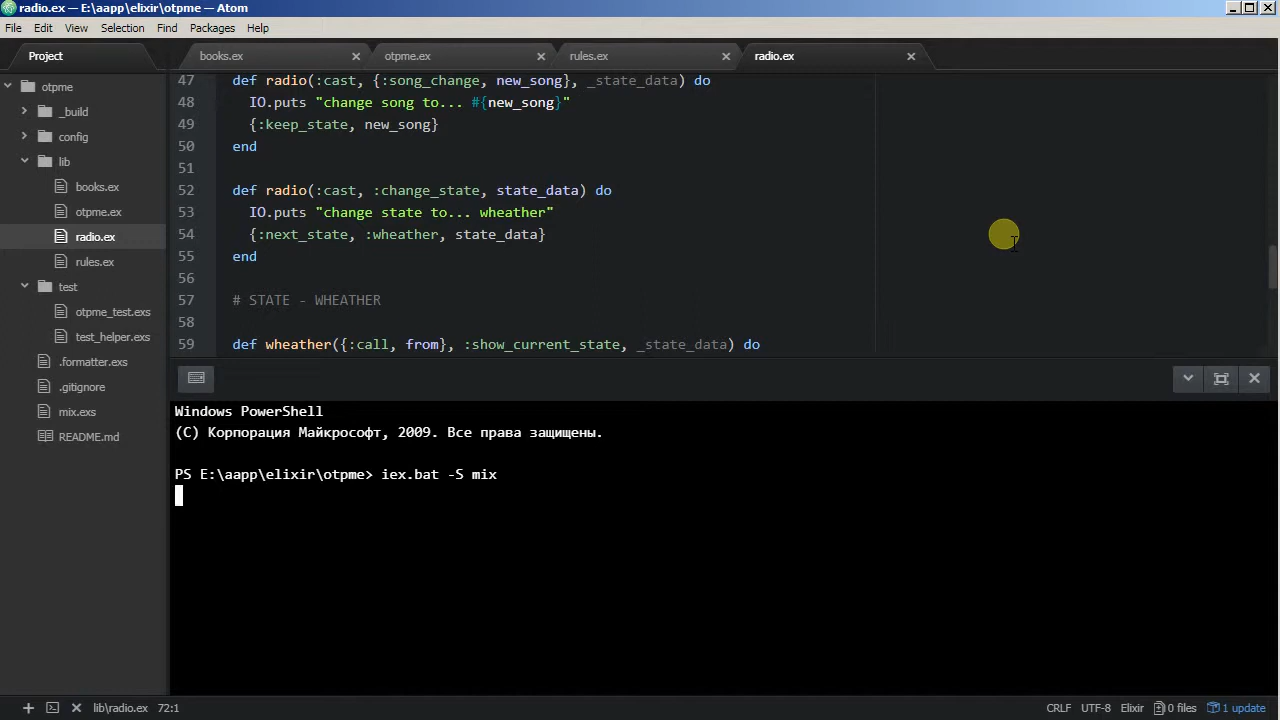 radio.ex — E:\aapp\elixir\otpme — Atom
File Edit View Selection Find Packages Help
Project
books.ex otpme.ex rules.ex radio.ex
otpme
_build
config
lib
books.ex
otpme.ex
radio.ex
rules.ex
test
otpme_test.exs
test_helper.exs
.formatter.exs
.gitignore
mix.exs
README.md
47 def radio(:cast, {:song_change, new_song}, _state_data) do
48 IO.puts "change song to... #{new_song}"
49 {:keep_state, new_song}
50 end
51
52 def radio(:cast, :change_state, state_data) do
53 IO.puts "change state to... wheather"
54 {:next_state, :wheather, state_data}
55 end
56
57 # STATE - WHEATHER
58
59 def wheather({:call, from}, :show_current_state, _state_data) do
Windows PowerShell
(C) Корпорация Майкрософт, 2009. Все права защищены.
PS E:\aapp\elixir\otpme> iex.bat -S mix
lib\radio.ex 72:1 CRLF UTF-8 Elixir 0 files 1 update